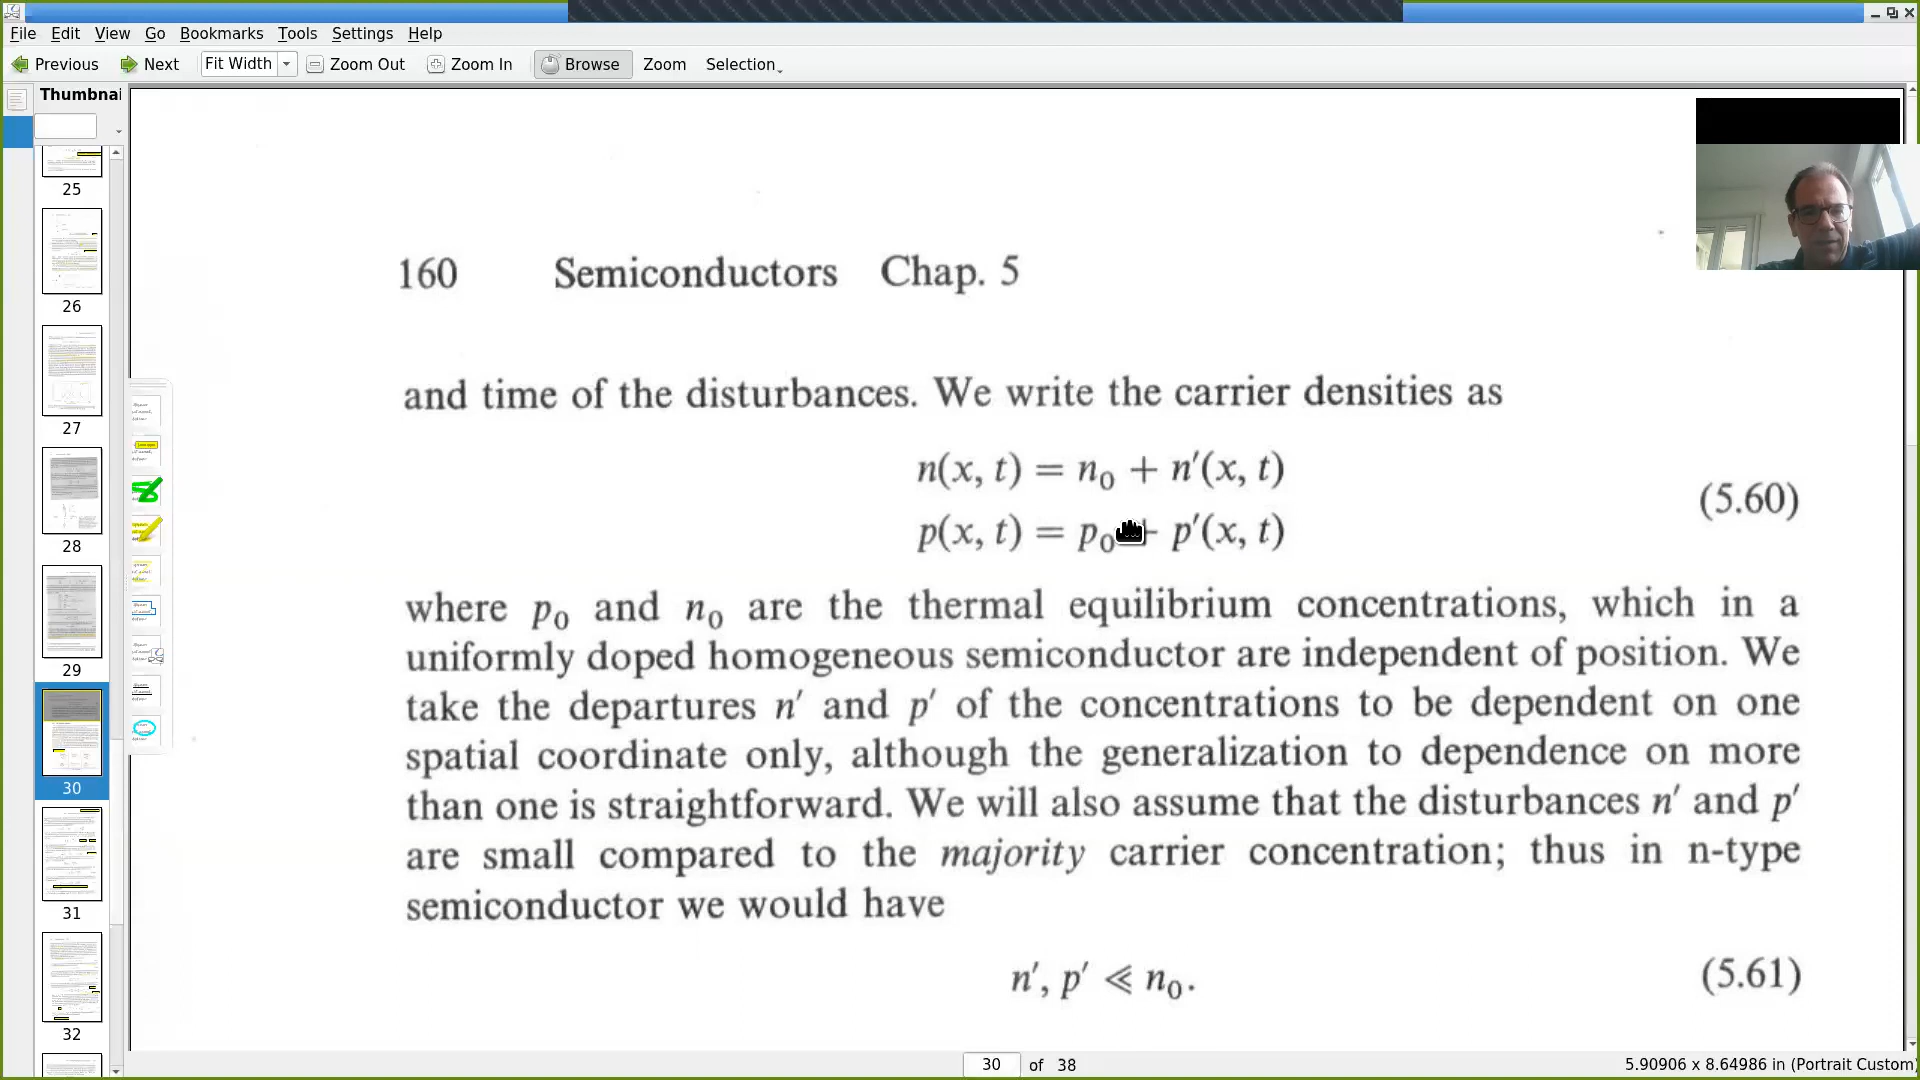 File Edit View Go Bookmarks Tools Settings Help
Previous Next Fit Width Zoom Out Zoom In Browse Zoom Selection
Thumbnai
25
26
27
28
29
30
31
32
160 Semiconductors Chap. 5
and time of the disturbances. We write the carrier densities as
n(x, t) = n₀ + n′(x, t)
(5.60)
p(x, t) = p₀ + p′(x, t)
where p₀ and n₀ are the thermal equilibrium concentrations, which in a
uniformly doped homogeneous semiconductor are independent of position. We
take the departures n′ and p′ of the concentrations to be dependent on one
spatial coordinate only, although the generalization to dependence on more
than one is straightforward. We will also assume that the disturbances n′ and p′
are small compared to the majority carrier concentration; thus in n-type
semiconductor we would have
n′, p′ ≪ n₀. (5.61)
30 of 38
5.90906 x 8.64986 in (Portrait Custom)